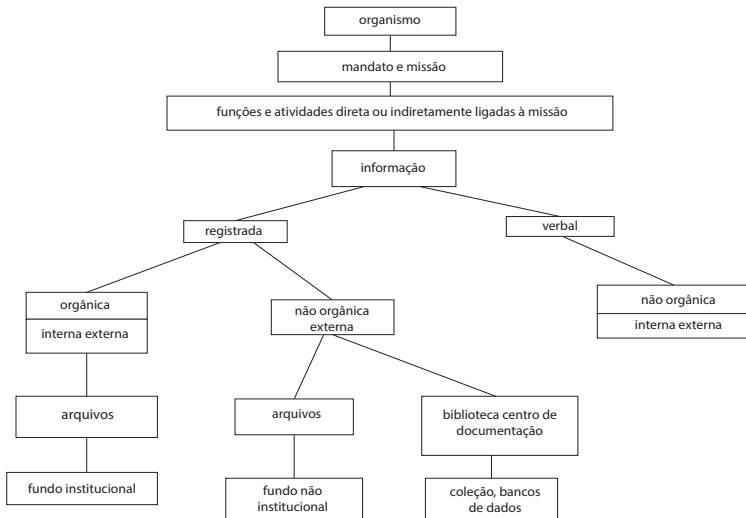 organismo
mandato e missão
funções e atividades direta ou indiretamente ligadas à missão
informação
registrada
verbal
orgânica
interna externa
não orgânica
externa
não orgânica
interna externa
arquivos
arquivos
biblioteca centro de
documentação
fundo institucional
fundo não
institucional
coleção, bancos
de dados